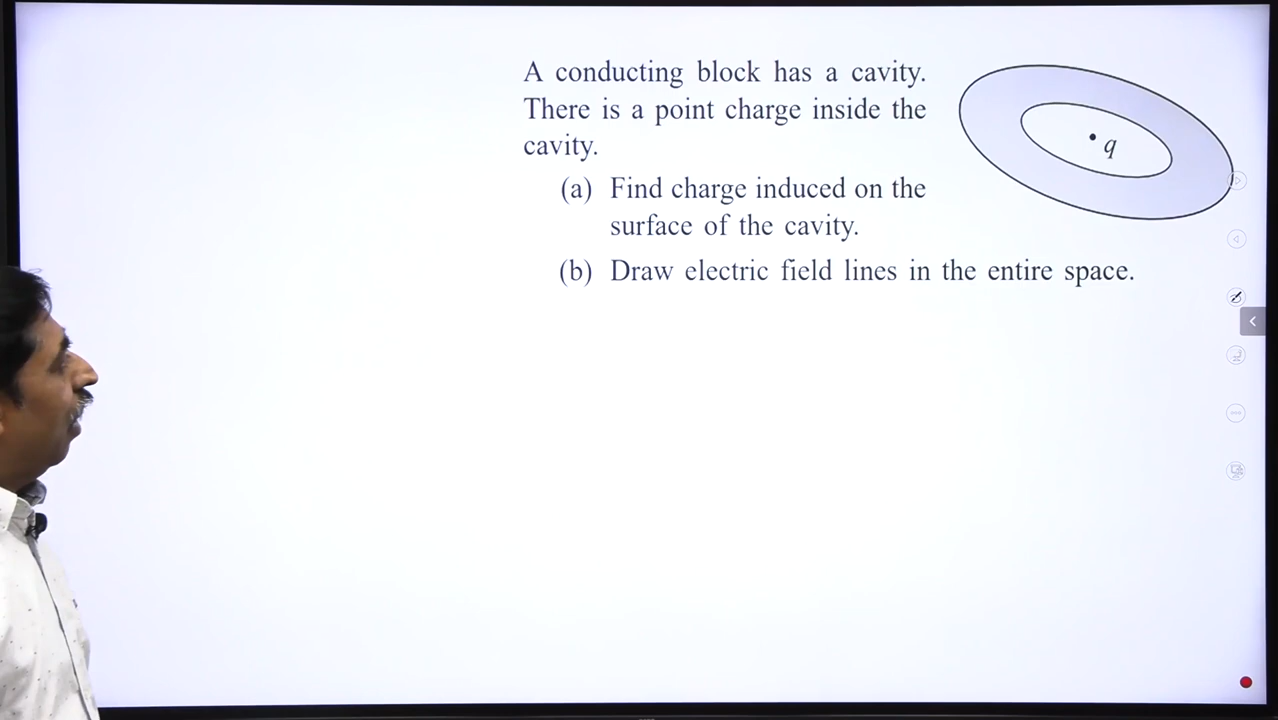 A conducting block has a cavity.
There is a point charge inside the
cavity.
q
(a) Find charge induced on the
surface of the cavity.
(b) Draw electric field lines in the entire space.